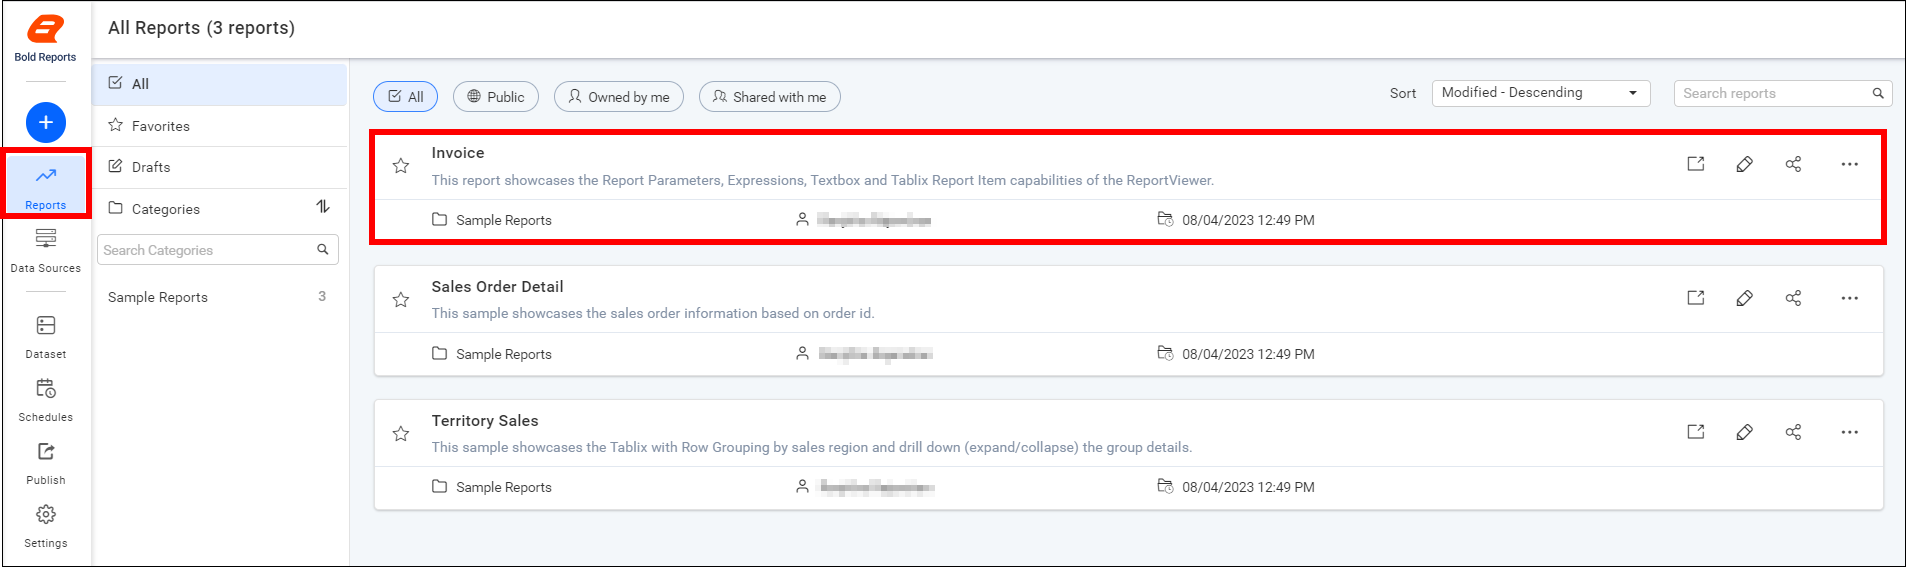 Bold Reports
Reports
Data Sources
Dataset
Schedules
Publish
Settings
All Reports (3 reports)
All
Favorites
Drafts
Categories
Search Categories
Sample Reports 3
All Public Owned by me Shared with me
Sort Modified - Descending Search reports
Invoice
This report showcases the Report Parameters, Expressions, Textbox and Tablix Report Item capabilities of the ReportViewer.
Sample Reports 08/04/2023 12:49 PM
Sales Order Detail
This sample showcases the sales order information based on order id.
Sample Reports 08/04/2023 12:49 PM
Territory Sales
This sample showcases the Tablix with Row Grouping by sales region and drill down (expand/collapse) the group details.
Sample Reports 08/04/2023 12:49 PM